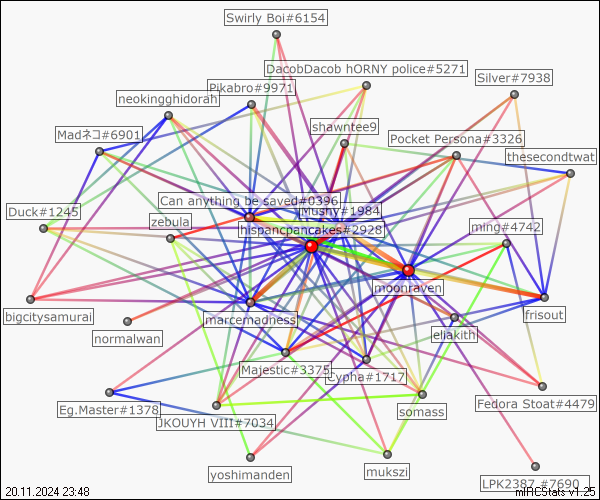 Swirly Boi#6154
DacobDacob hORNY police#5271
Silver#7938
Pikabro#9971
neokingghidorah
shawntee9
Madネコ#6901
Pocket Persona#3326
thesecondtwat
Can anything be saved#0396
Mushy#1984
Duck#1245
zebula
hispancpancakes#2928
ming#4742
moonraven
bigcitysamurai
marcemadness
frisout
normalwan
eliakith
Majestic#3375
Cypha#1717
Eg.Master#1378
somass
Fedora Stoat#4479
JKOUYH VIII#7034
yoshimanden
mukszi
LPK2387 #7690
20.11.2024 23:48
mIRCStats v1.25